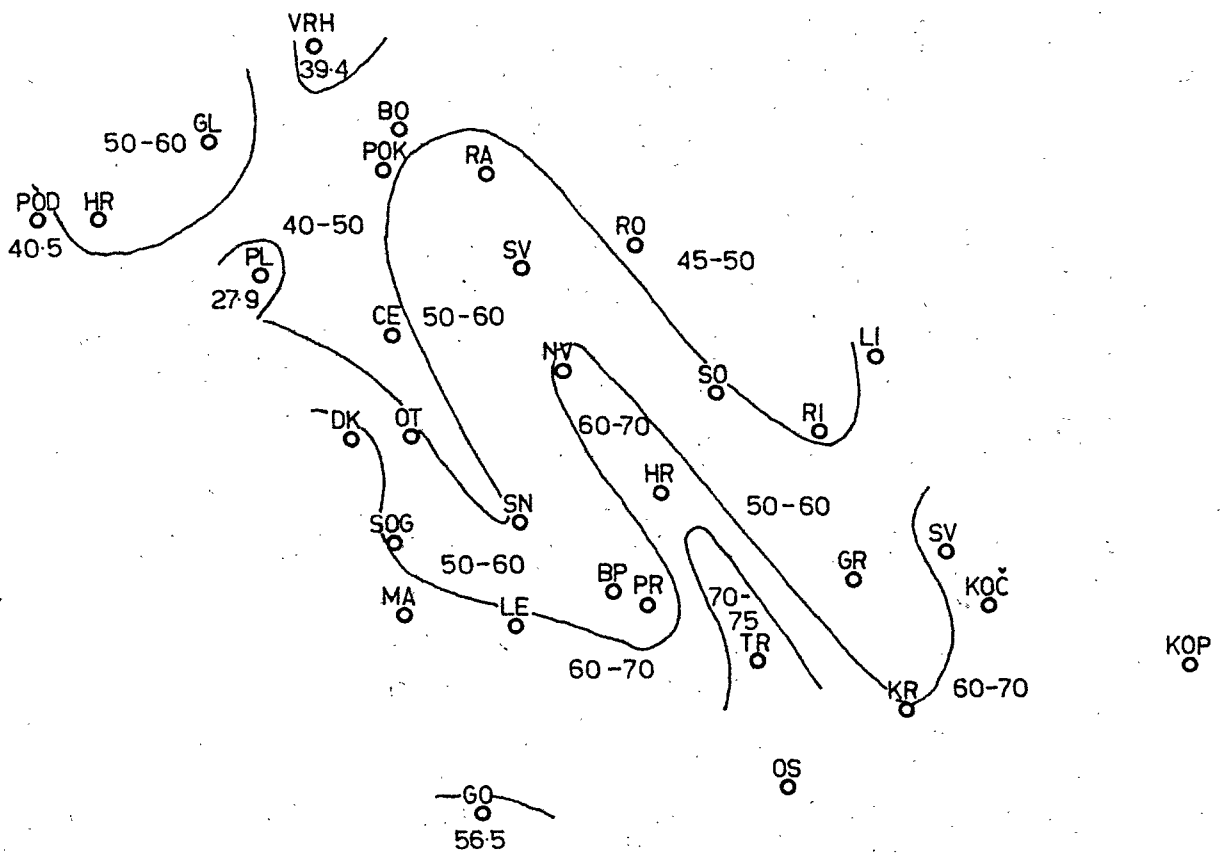 VRH
39·4
BO
GL
50-60
POK
RA
POD HR
40·5
40-50
RO
45-50
PL
27·9
SV
CE
50-60
NV
LI
SO
RI
DK
OT
60-70
HR
SN
50-60
SOG
SV
50-60
BP
PR
GR
KOČ
MA
LE
70-
75
TR
60-70
KOP
KR
60-70
OS
GO
56·5